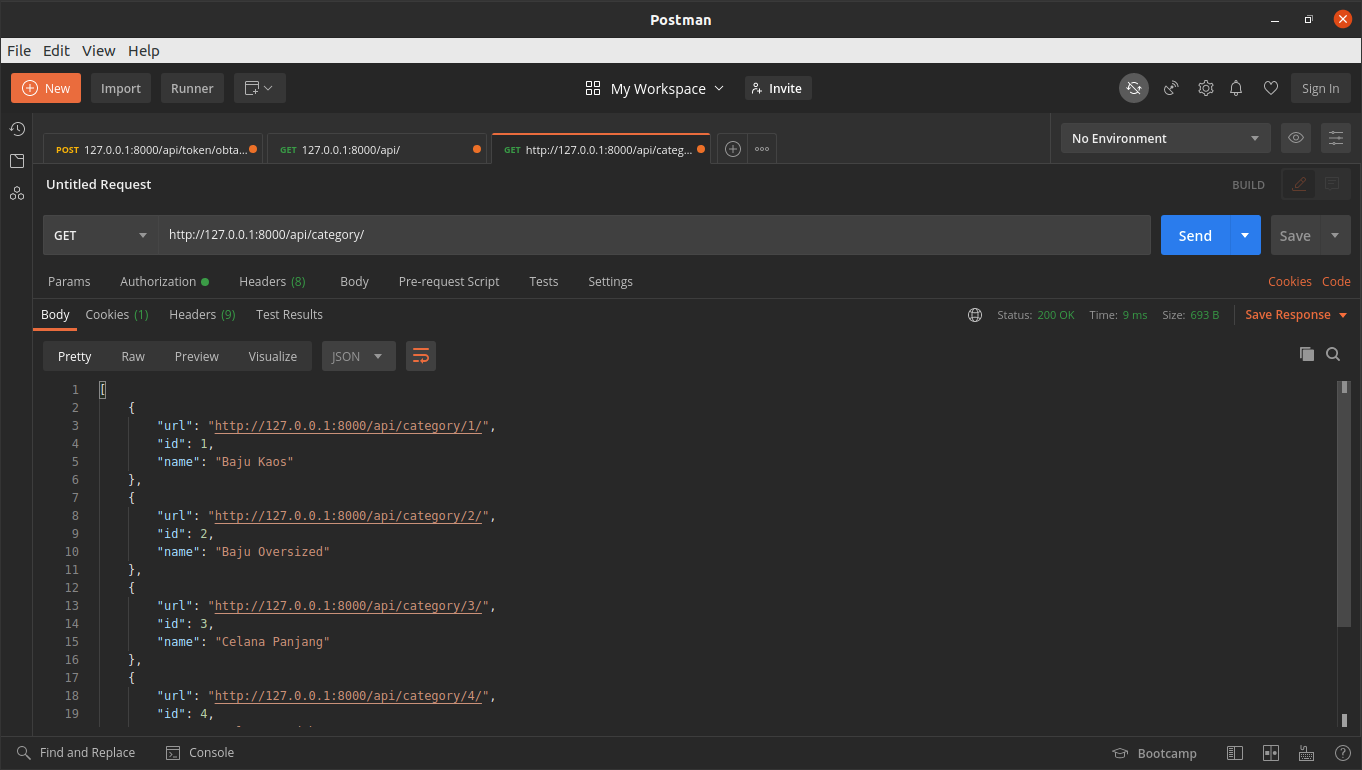 Postman
File Edit View Help
New Import Runner My Workspace Invite Sign In
POST 127.0.0.1:8000/api/token/obta... GET 127.0.0.1:8000/api/ GET http://127.0.0.1:8000/api/categ... No Environment
Untitled Request BUILD
GET http://127.0.0.1:8000/api/category/ Send Save
Params Authorization Headers (8) Body Pre-request Script Tests Settings Cookies Code
Body Cookies (1) Headers (9) Test Results Status: 200 OK Time: 9 ms Size: 693 B Save Response
Pretty Raw Preview Visualize JSON
1 [
2 {
3 "url": "http://127.0.0.1:8000/api/category/1/",
4 "id": 1,
5 "name": "Baju Kaos"
6 },
7 {
8 "url": "http://127.0.0.1:8000/api/category/2/",
9 "id": 2,
10 "name": "Baju Oversized"
11 },
12 {
13 "url": "http://127.0.0.1:8000/api/category/3/",
14 "id": 3,
15 "name": "Celana Panjang"
16 },
17 {
18 "url": "http://127.0.0.1:8000/api/category/4/",
19 "id": 4,
Find and Replace Console Bootcamp